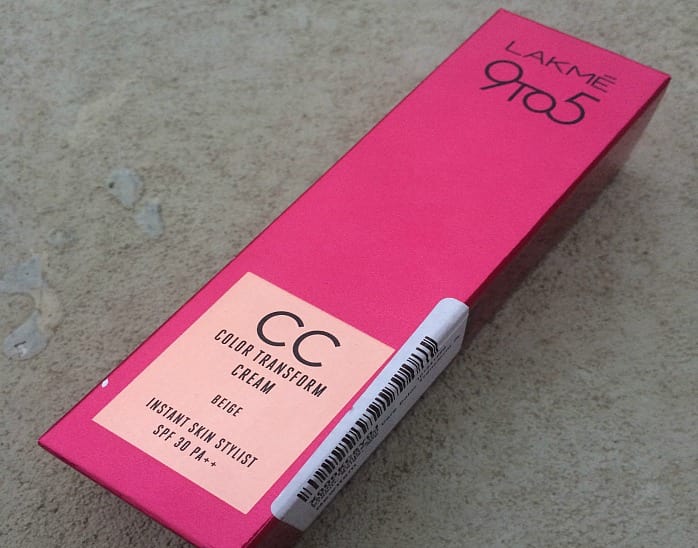 LAKMĒ
9TO5
CC
COLOR TRANSFORM
CREAM
BEIGE
INSTANT SKIN STYLIST
SPF 30 PA++